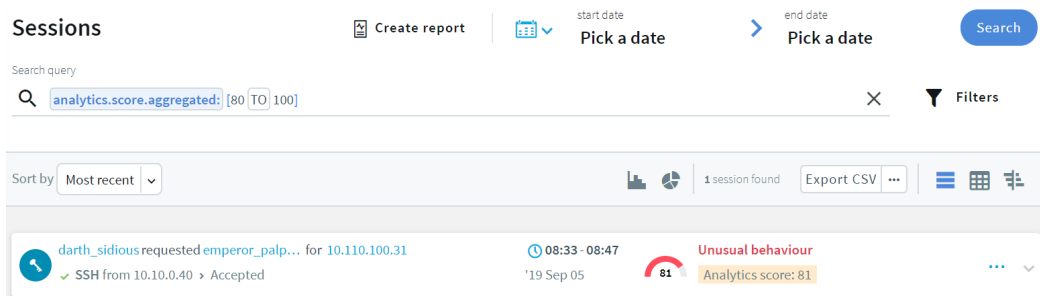 Sessions
Create report
start date
Pick a date
end date
Pick a date
Search
Search query
analytics.score.aggregated: [80 TO 100]
Filters
Sort by Most recent
1 session found
Export CSV ...
darth_sidious requested emperor_palp... for 10.110.100.31
SSH from 10.10.0.40 > Accepted
08:33 - 08:47
'19 Sep 05
81
Unusual behaviour
Analytics score: 81